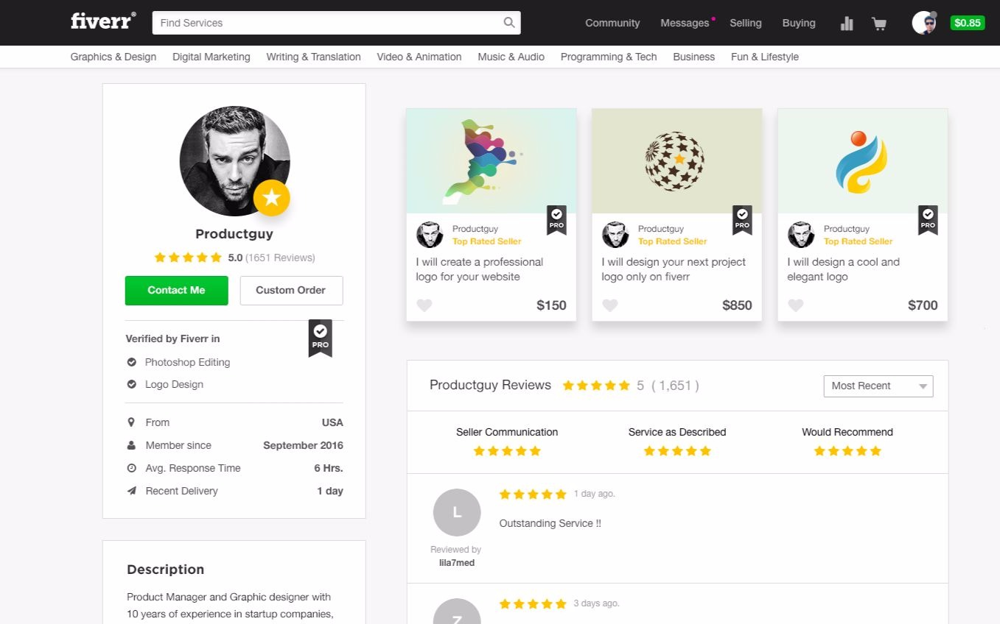 fiverr®
Find Services
Community Messages Selling Buying $0.85
Graphics & Design Digital Marketing Writing & Translation Video & Animation Music & Audio Programming & Tech Business Fun & Lifestyle
Productguy
5.0 (1651 Reviews)
Contact Me Custom Order
Verified by Fiverr in
PRO
Photoshop Editing
Logo Design
From USA
Member since September 2016
Avg. Response Time 6 Hrs.
Recent Delivery 1 day
Description
Product Manager and Graphic designer with
10 years of experience in startup companies,
PRO
Productguy
Top Rated Seller
I will create a professional
logo for your website
$150
PRO
Productguy
Top Rated Seller
I will design your next project
logo only on fiverr
$850
PRO
Productguy
Top Rated Seller
I will design a cool and
elegant logo
$700
Productguy Reviews 5 ( 1,651 ) Most Recent
Seller Communication Service as Described Would Recommend
L
1 day ago.
Outstanding Service !!
Reviewed by
lila7med
Z
3 days ago.